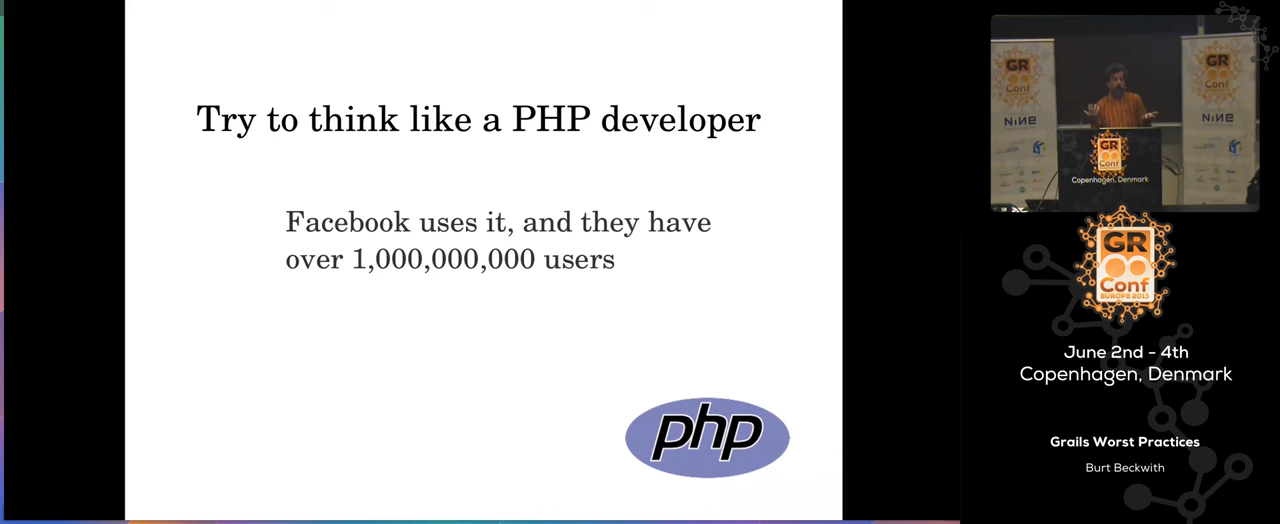 Try to think like a PHP developer
Facebook uses it, and they have
over 1,000,000,000 users
php
GR
Conf
NINE
GR
Conf
NINE
GR
Conf
Copenhagen, Denmark
GR
Conf
EUROPE 2015
June 2nd - 4th
Copenhagen, Denmark
Grails Worst Practices
Burt Beckwith